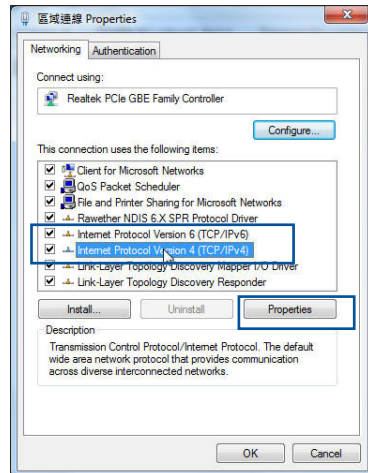 區域連線 Properties
Networking Authentication
Connect using:
Realtek PCIe GBE Family Controller
Configure...
This connection uses the following items:
Client for Microsoft Networks
QoS Packet Scheduler
File and Printer Sharing for Microsoft Networks
Rawether NDIS 6.X SPR Protocol Driver
Internet Protocol Version 6 (TCP/IPv6)
Internet Protocol Version 4 (TCP/IPv4)
Link-Layer Topology Discovery Mapper I/O Driver
Link-Layer Topology Discovery Responder
Install... Uninstall Properties
Description
Transmission Control Protocol/Internet Protocol. The default
wide area network protocol that provides communication
across diverse interconnected networks.
OK Cancel